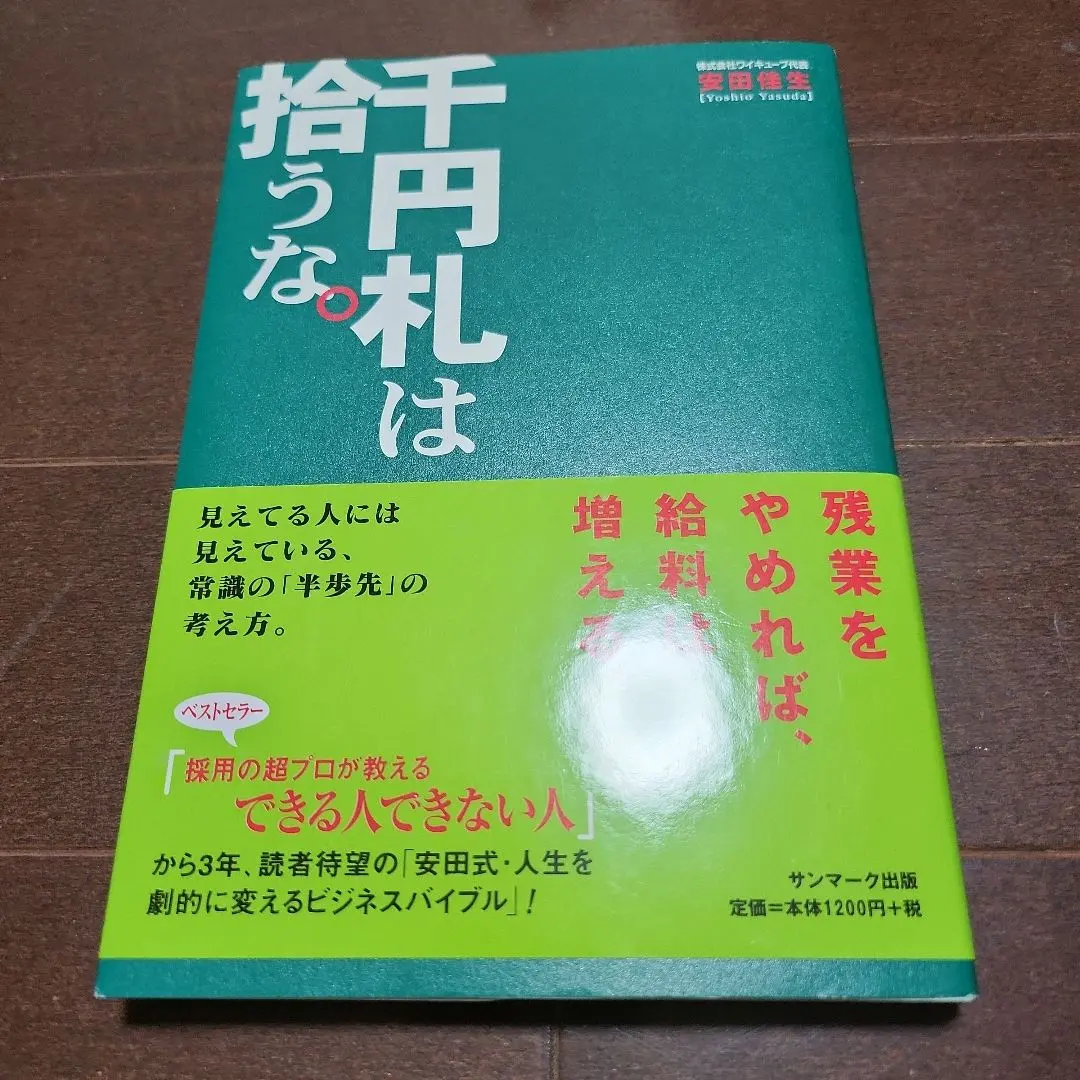 千円札は
拾うな。
株式会社ワイキューブ代表
安田佳生
[Yoshio Yasuda]
残業を
やめれば、
給料は
増える
見えてる人には
見えている、
常識の「半歩先」の
考え方。
ベストセラー
「採用の超プロが教える
できる人できない人」
から3年、読者待望の「安田式・人生を
劇的に変えるビジネスバイブル」!
サンマーク出版
定価=本体1200円+税